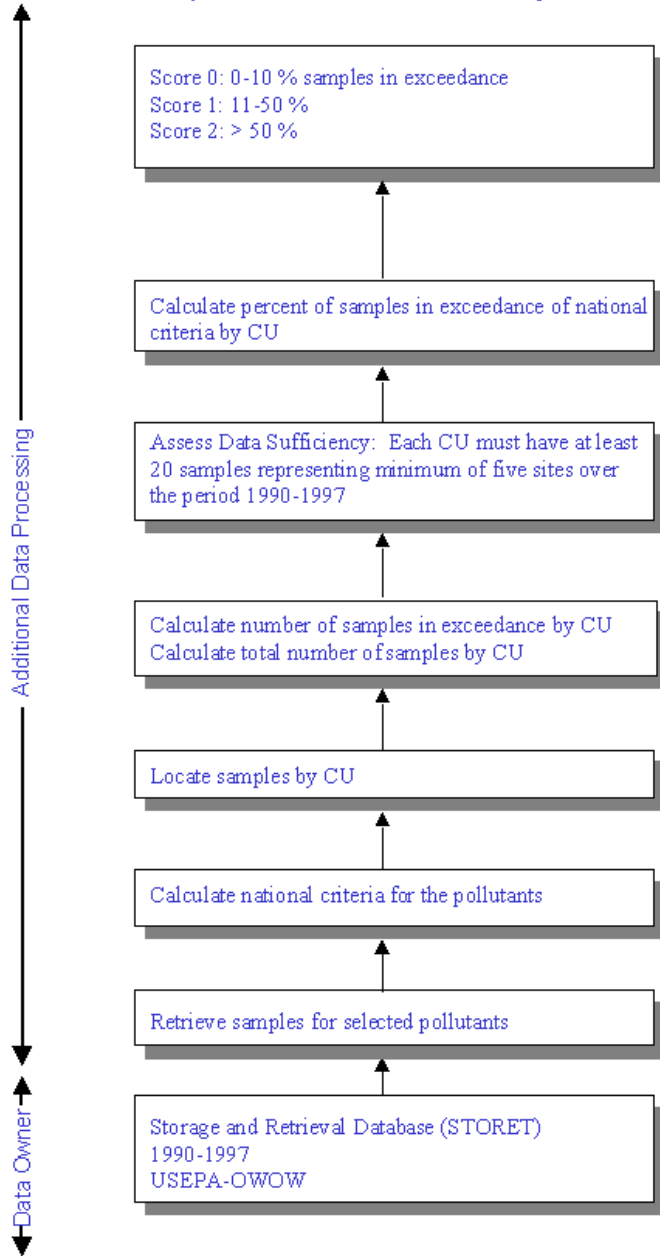 Score 0: 0-10 % samples in exceedance
Score 1: 11-50 %
Score 2: > 50 %
Calculate percent of samples in exceedance of national
criteria by CU
Assess Data Sufficiency: Each CU must have at least
20 samples representing minimum of five sites over
the period 1990-1997
Calculate number of samples in exceedance by CU
Calculate total number of samples by CU
Locate samples by CU
Calculate national criteria for the pollutants
Retrieve samples for selected pollutants
Storage and Retrieval Database (STORET)
1990-1997
USEPA-OWOW
Additional Data Processing
Data Owner